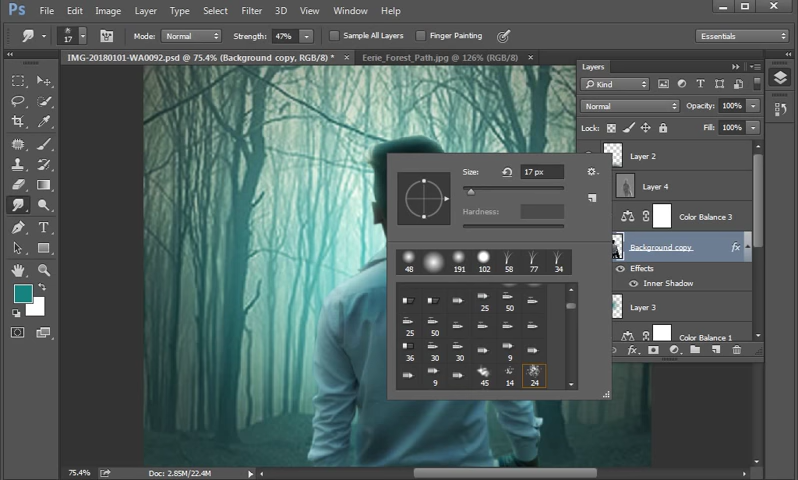 Ps File Edit Image Layer Type Select Filter 3D View Window Help
17 Mode: Normal Strength: 47% Sample All Layers Finger Painting Essentials
IMG-20180101-WA0092.psd @ 75.4% (Background copy, RGB/8) * × Eerie_Forest_Path.jpg @ 126% (RGB/8) ×
Layers
Kind
Normal Opacity: 100%
Lock: Fill: 100%
Layer 2
Layer 4
Color Balance 3
Background copy fx
Effects
Inner Shadow
Layer 3
Color Balance 1
fx
Size: 17 px
Hardness:
48 191 102 58 77 34
25 50
25 50
36 30 30 9
9 45 14 24
75.4% Doc: 2.85M/22.4M